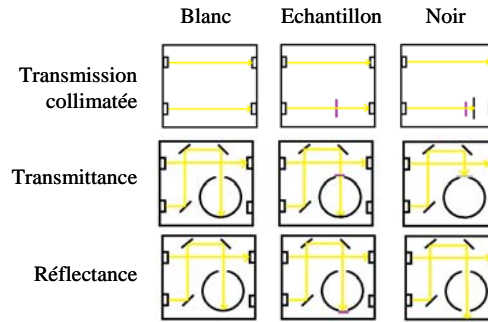 Blanc Echantillon Noir
Transmission
collimatée
Transmittance
Réflectance